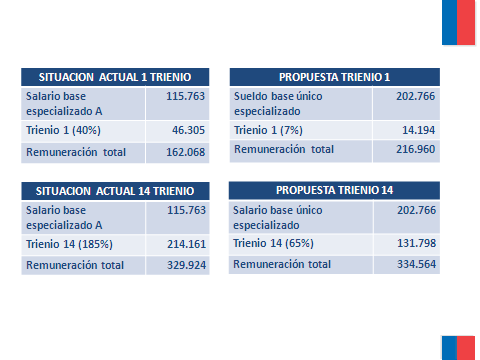 SITUACION ACTUAL 1 TRIENIO
Salario base especializado A 115.763
Trienio 1 (40%) 46.305
Remuneración total 162.068
PROPUESTA TRIENIO 1
Sueldo base único especializado 202.766
Trienio 1 (7%) 14.194
Remuneración total 216.960
SITUACION ACTUAL 14 TRIENIO
Salario base especializado A 115.763
Trienio 14 (185%) 214.161
Remuneración total 329.924
PROPUESTA TRIENIO 14
Sueldo base único especializado 202.766
Trienio 14 (65%) 131.798
Remuneración total 334.564